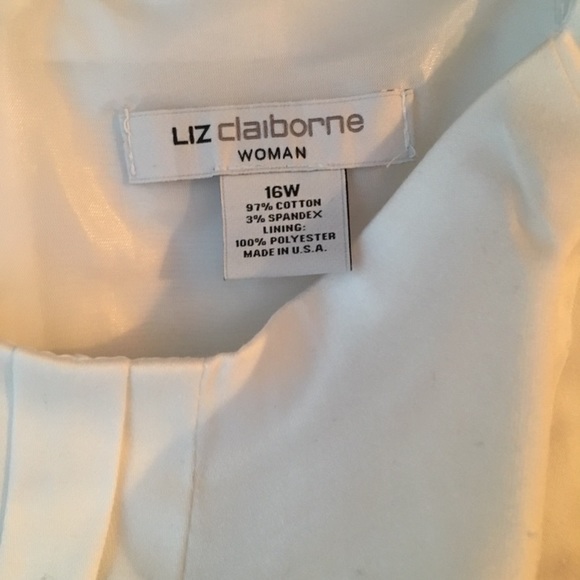 LIZ claiborne
WOMAN
16W
97% COTTON
3% SPANDEX
LINING:
100% POLYESTER
MADE IN U.S.A.